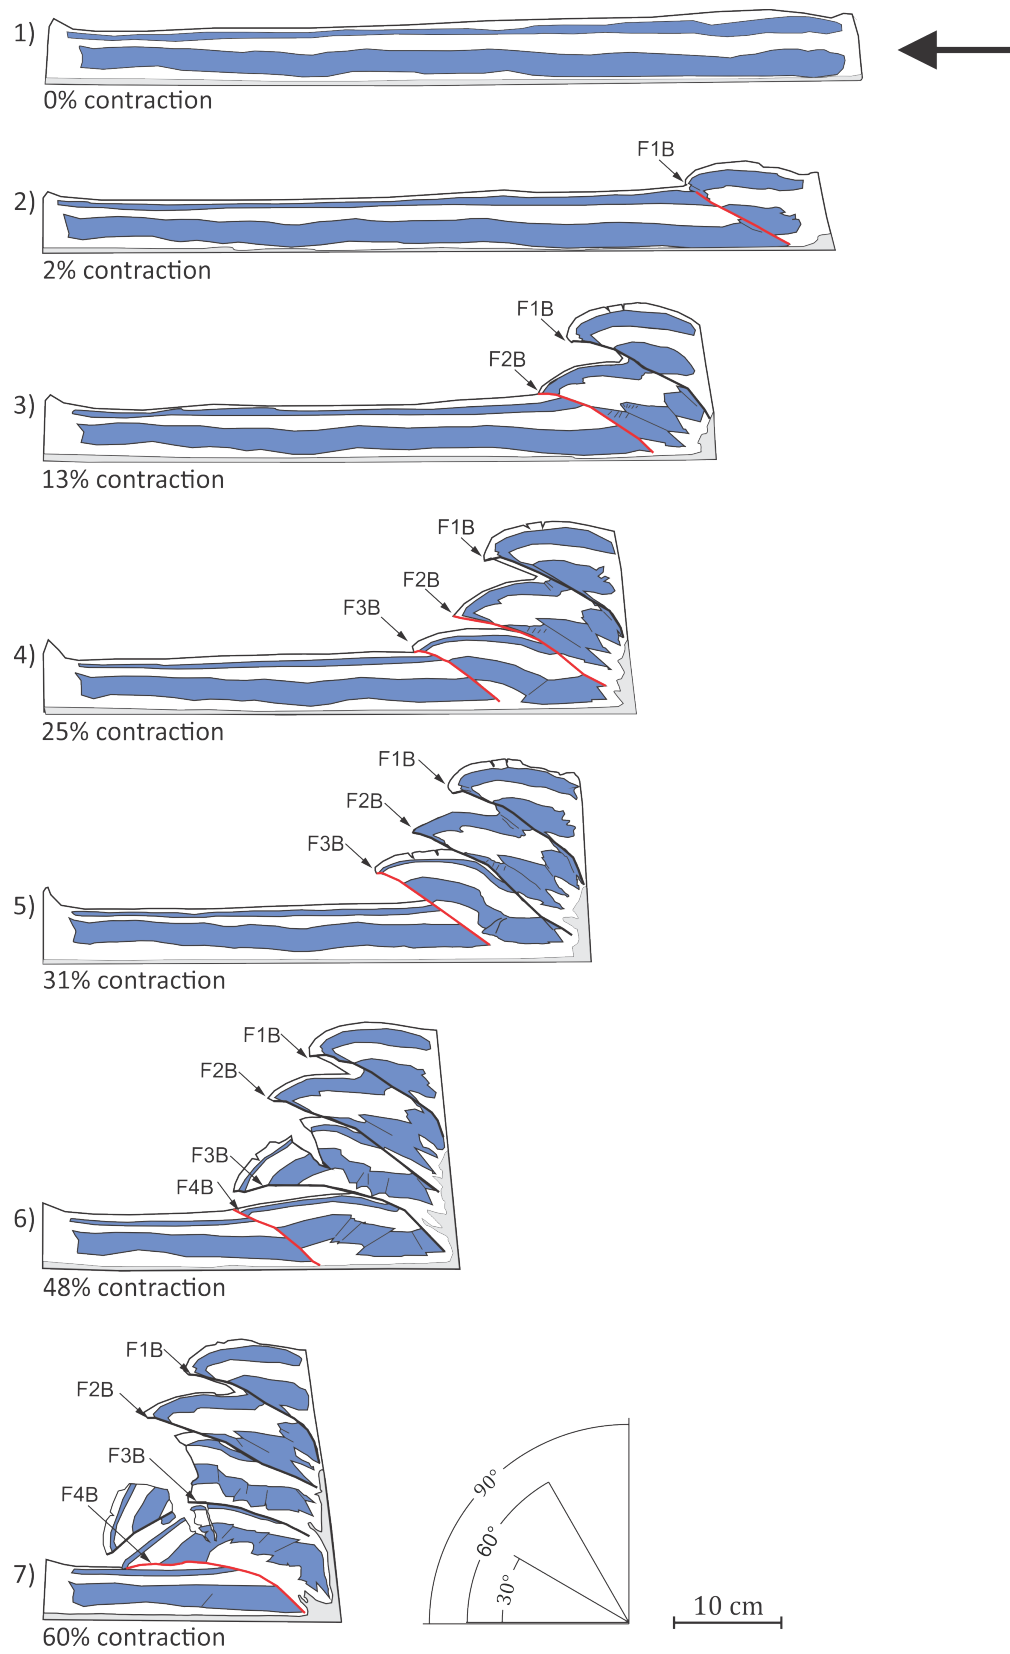 1)
0% contraction
F1B
2)
2% contraction
F1B
F2B
3)
13% contraction
F1B
F2B
F3B
4)
25% contraction
F1B
F2B
F3B
5)
31% contraction
F1B
F2B
F3B
F4B
6)
48% contraction
F1B
F2B
F3B
F4B
7)
60% contraction
90°
60°
30°
10 cm